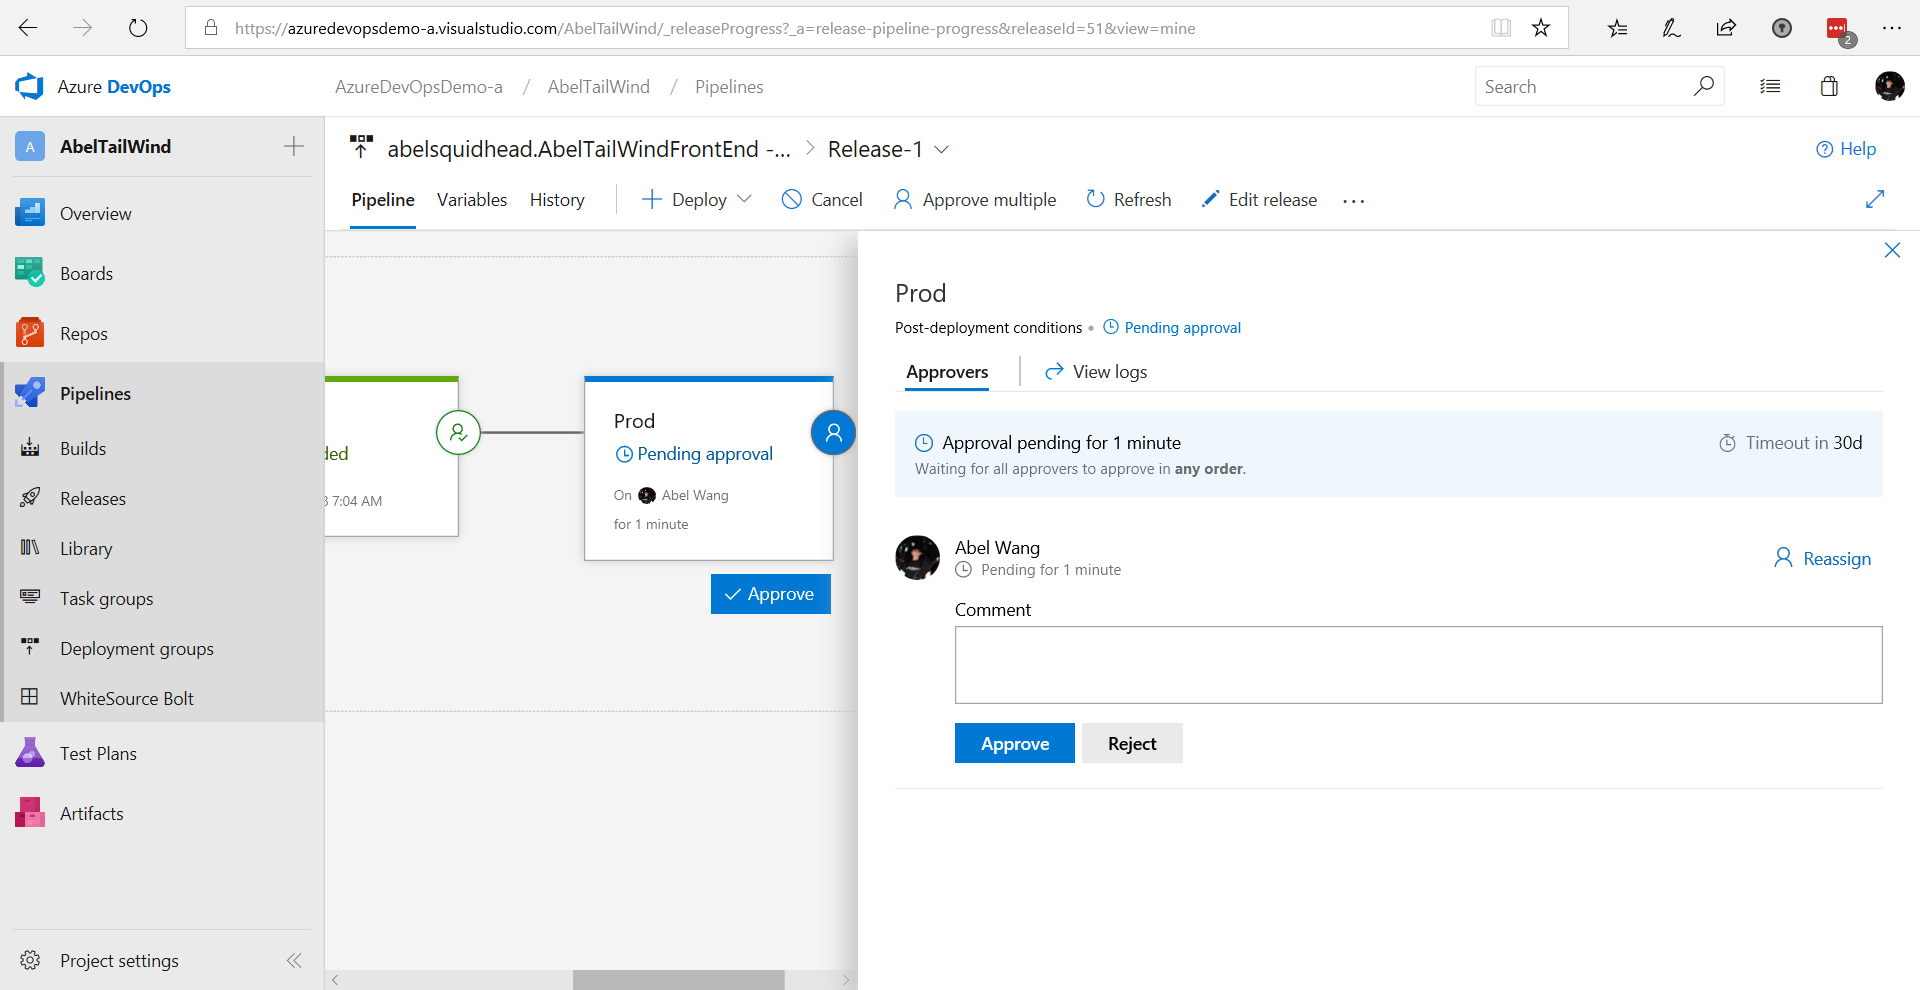 https://azuredevopsdemo-a.visualstudio.com/AbelTailWind/_releaseProgress?_a=release-pipeline-progress&releaseId=51&view=mine
2
Azure DevOps
AzureDevOpsDemo-a / AbelTailWind / Pipelines
Search
A AbelTailWind
abelsquidhead.AbelTailWindFrontEnd -... > Release-1
Help
Pipeline Variables History Deploy Cancel Approve multiple Refresh Edit release ...
Overview
Boards
Repos
Pipelines
Builds
Releases
Library
Task groups
Deployment groups
WhiteSource Bolt
Test Plans
Artifacts
Project settings
ded
3 7:04 AM
Prod
Pending approval
On Abel Wang
for 1 minute
Approve
Prod
Post-deployment conditions • Pending approval
Approvers View logs
Approval pending for 1 minute
Timeout in 30d
Waiting for all approvers to approve in any order.
Abel Wang
Pending for 1 minute
Reassign
Comment
Approve Reject